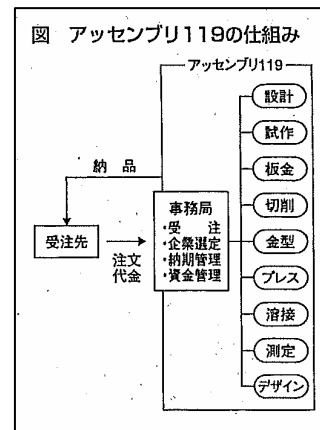 図 アッセンブリ119の仕組み
アッセンブリ119
設計
試作
板金
切削
金型
プレス
溶接
測定
デザイン
納品
受注先
注文
代金
事務局
・受 注
・企業選定
・納期管理
・資金管理